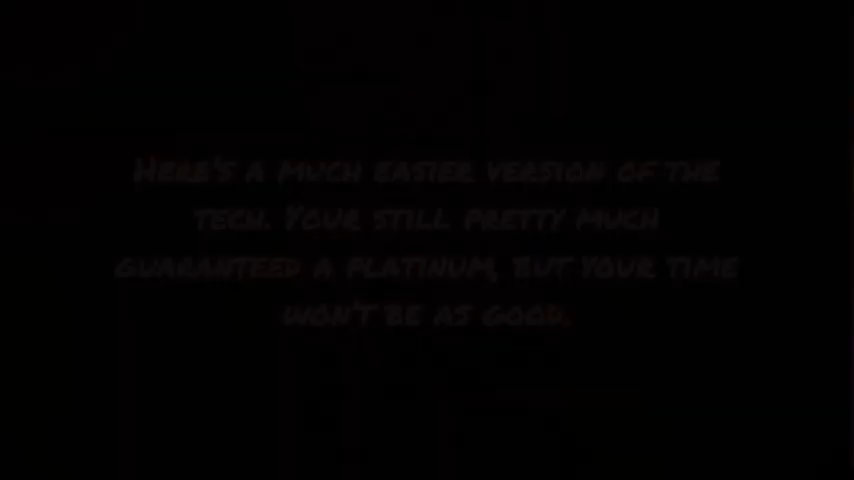 Here's a much easier version of the
tech. Your still pretty much
guaranteed a platinum, but your time
won't be as good.